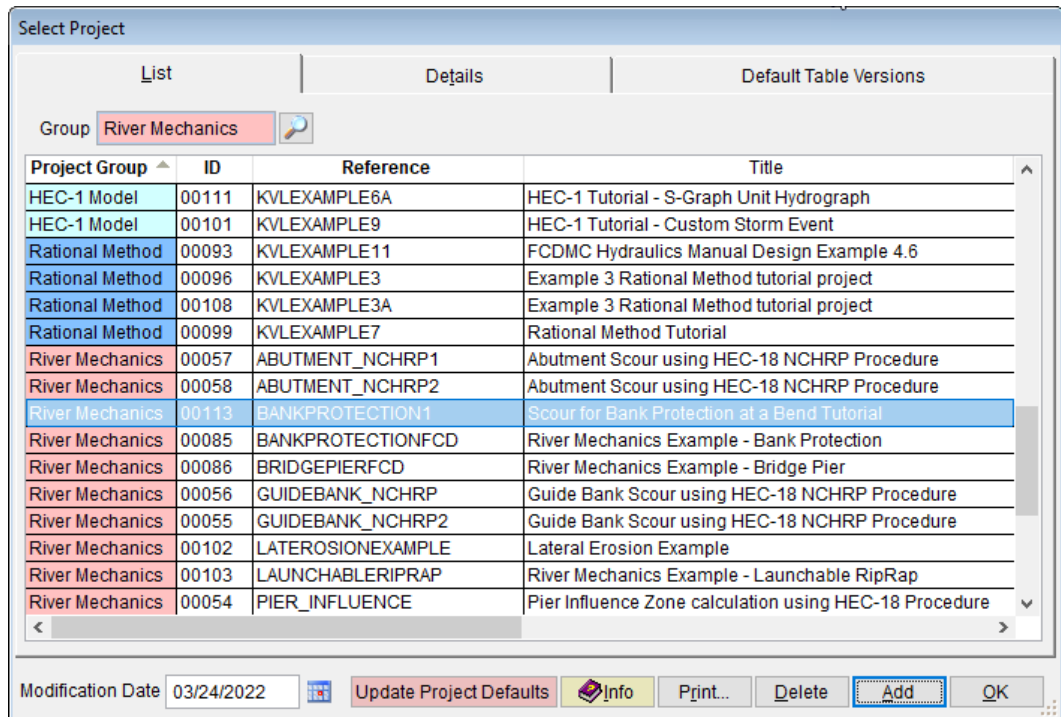 Select Project
List Details Default Table Versions
Group River Mechanics
Project Group ID Reference Title
HEC-1 Model 00111 KVLEXAMPLE6A HEC-1 Tutorial - S-Graph Unit Hydrograph
HEC-1 Model 00101 KVLEXAMPLE9 HEC-1 Tutorial - Custom Storm Event
Rational Method 00093 KVLEXAMPLE11 FCDMC Hydraulics Manual Design Example 4.6
Rational Method 00096 KVLEXAMPLE3 Example 3 Rational Method tutorial project
Rational Method 00108 KVLEXAMPLE3A Example 3 Rational Method tutorial project
Rational Method 00099 KVLEXAMPLE7 Rational Method Tutorial
River Mechanics 00057 ABUTMENT_NCHRP1 Abutment Scour using HEC-18 NCHRP Procedure
River Mechanics 00058 ABUTMENT_NCHRP2 Abutment Scour using HEC-18 NCHRP Procedure
River Mechanics 00113 BANKPROTECTION1 Scour for Bank Protection at a Bend Tutorial
River Mechanics 00085 BANKPROTECTIONFCD River Mechanics Example - Bank Protection
River Mechanics 00086 BRIDGEPIERFCD River Mechanics Example - Bridge Pier
River Mechanics 00056 GUIDEBANK_NCHRP Guide Bank Scour using HEC-18 NCHRP Procedure
River Mechanics 00055 GUIDEBANK_NCHRP2 Guide Bank Scour using HEC-18 NCHRP Procedure
River Mechanics 00102 LATEROSIONEXAMPLE Lateral Erosion Example
River Mechanics 00103 LAUNCHABLERIPRAP River Mechanics Example - Launchable RipRap
River Mechanics 00054 PIER_INFLUENCE Pier Influence Zone calculation using HEC-18 Procedure
Modification Date 03/24/2022 Update Project Defaults Info Print... Delete Add OK